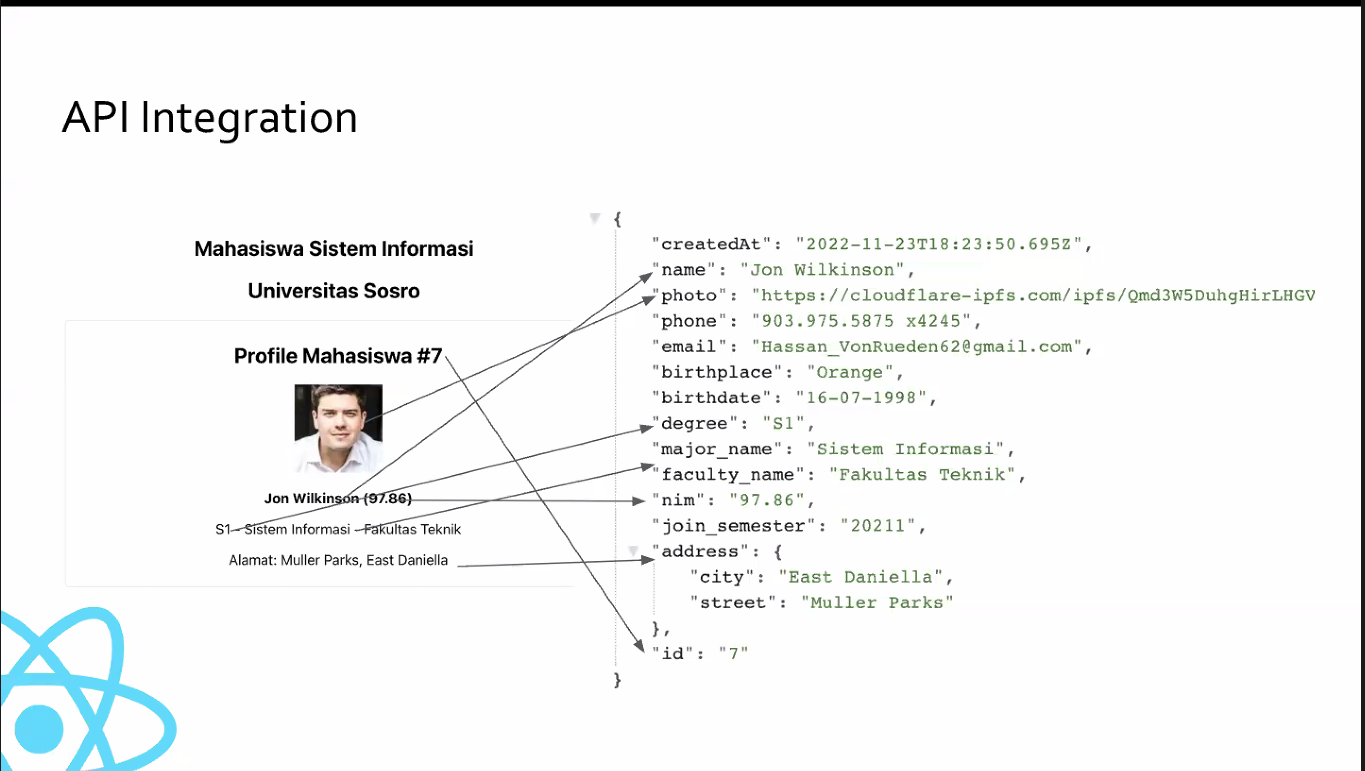 API Integration
Mahasiswa Sistem Informasi
Universitas Sosro
Profile Mahasiswa #7
Jon Wilkinson (97.86)
S1 - Sistem Informasi - Fakultas Teknik
Alamat: Muller Parks, East Daniella
{
"createdAt": "2022-11-23T18:23:50.695Z",
"name": "Jon Wilkinson",
"photo": "https://cloudflare-ipfs.com/ipfs/Qmd3W5DuhgHirLHGV
"phone": "903.975.5875 x4245",
"email": "Hassan_VonRueden62@gmail.com",
"birthplace": "Orange",
"birthdate": "16-07-1998",
"degree": "S1",
"major_name": "Sistem Informasi",
"faculty_name": "Fakultas Teknik",
"nim": "97.86",
"join_semester": "20211",
"address": {
"city": "East Daniella",
"street": "Muller Parks"
},
"id": "7"
}